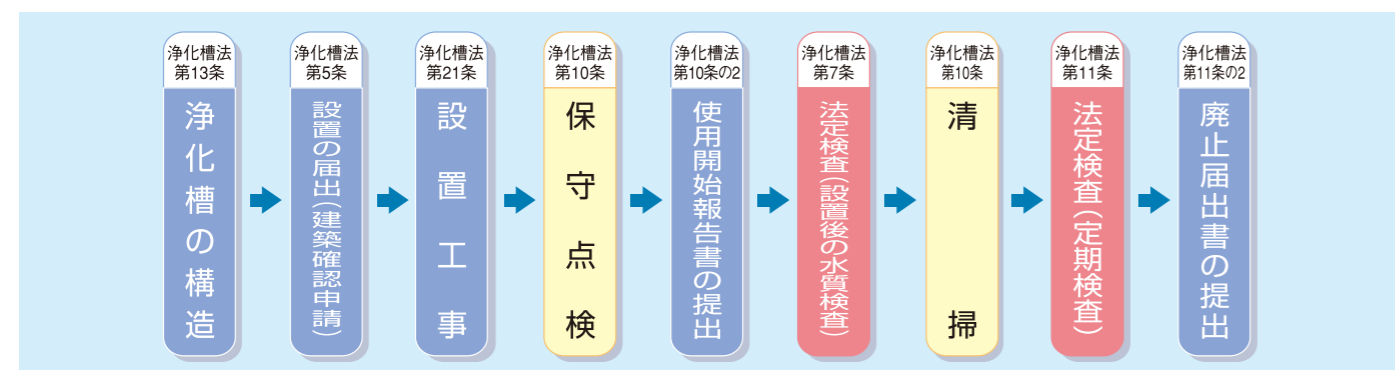 浄化槽法
第13条
浄化槽の構造
浄化槽法
第5条
設置の届出(建築確認申請)
浄化槽法
第21条
設置工事
浄化槽法
第10条
保守点検
浄化槽法
第10条の2
使用開始報告書の提出
浄化槽法
第7条
法定検査(設置後の水質検査)
浄化槽法
第10条
清掃
浄化槽法
第11条
法定検査(定期検査)
浄化槽法
第11条の2
廃止届出書の提出